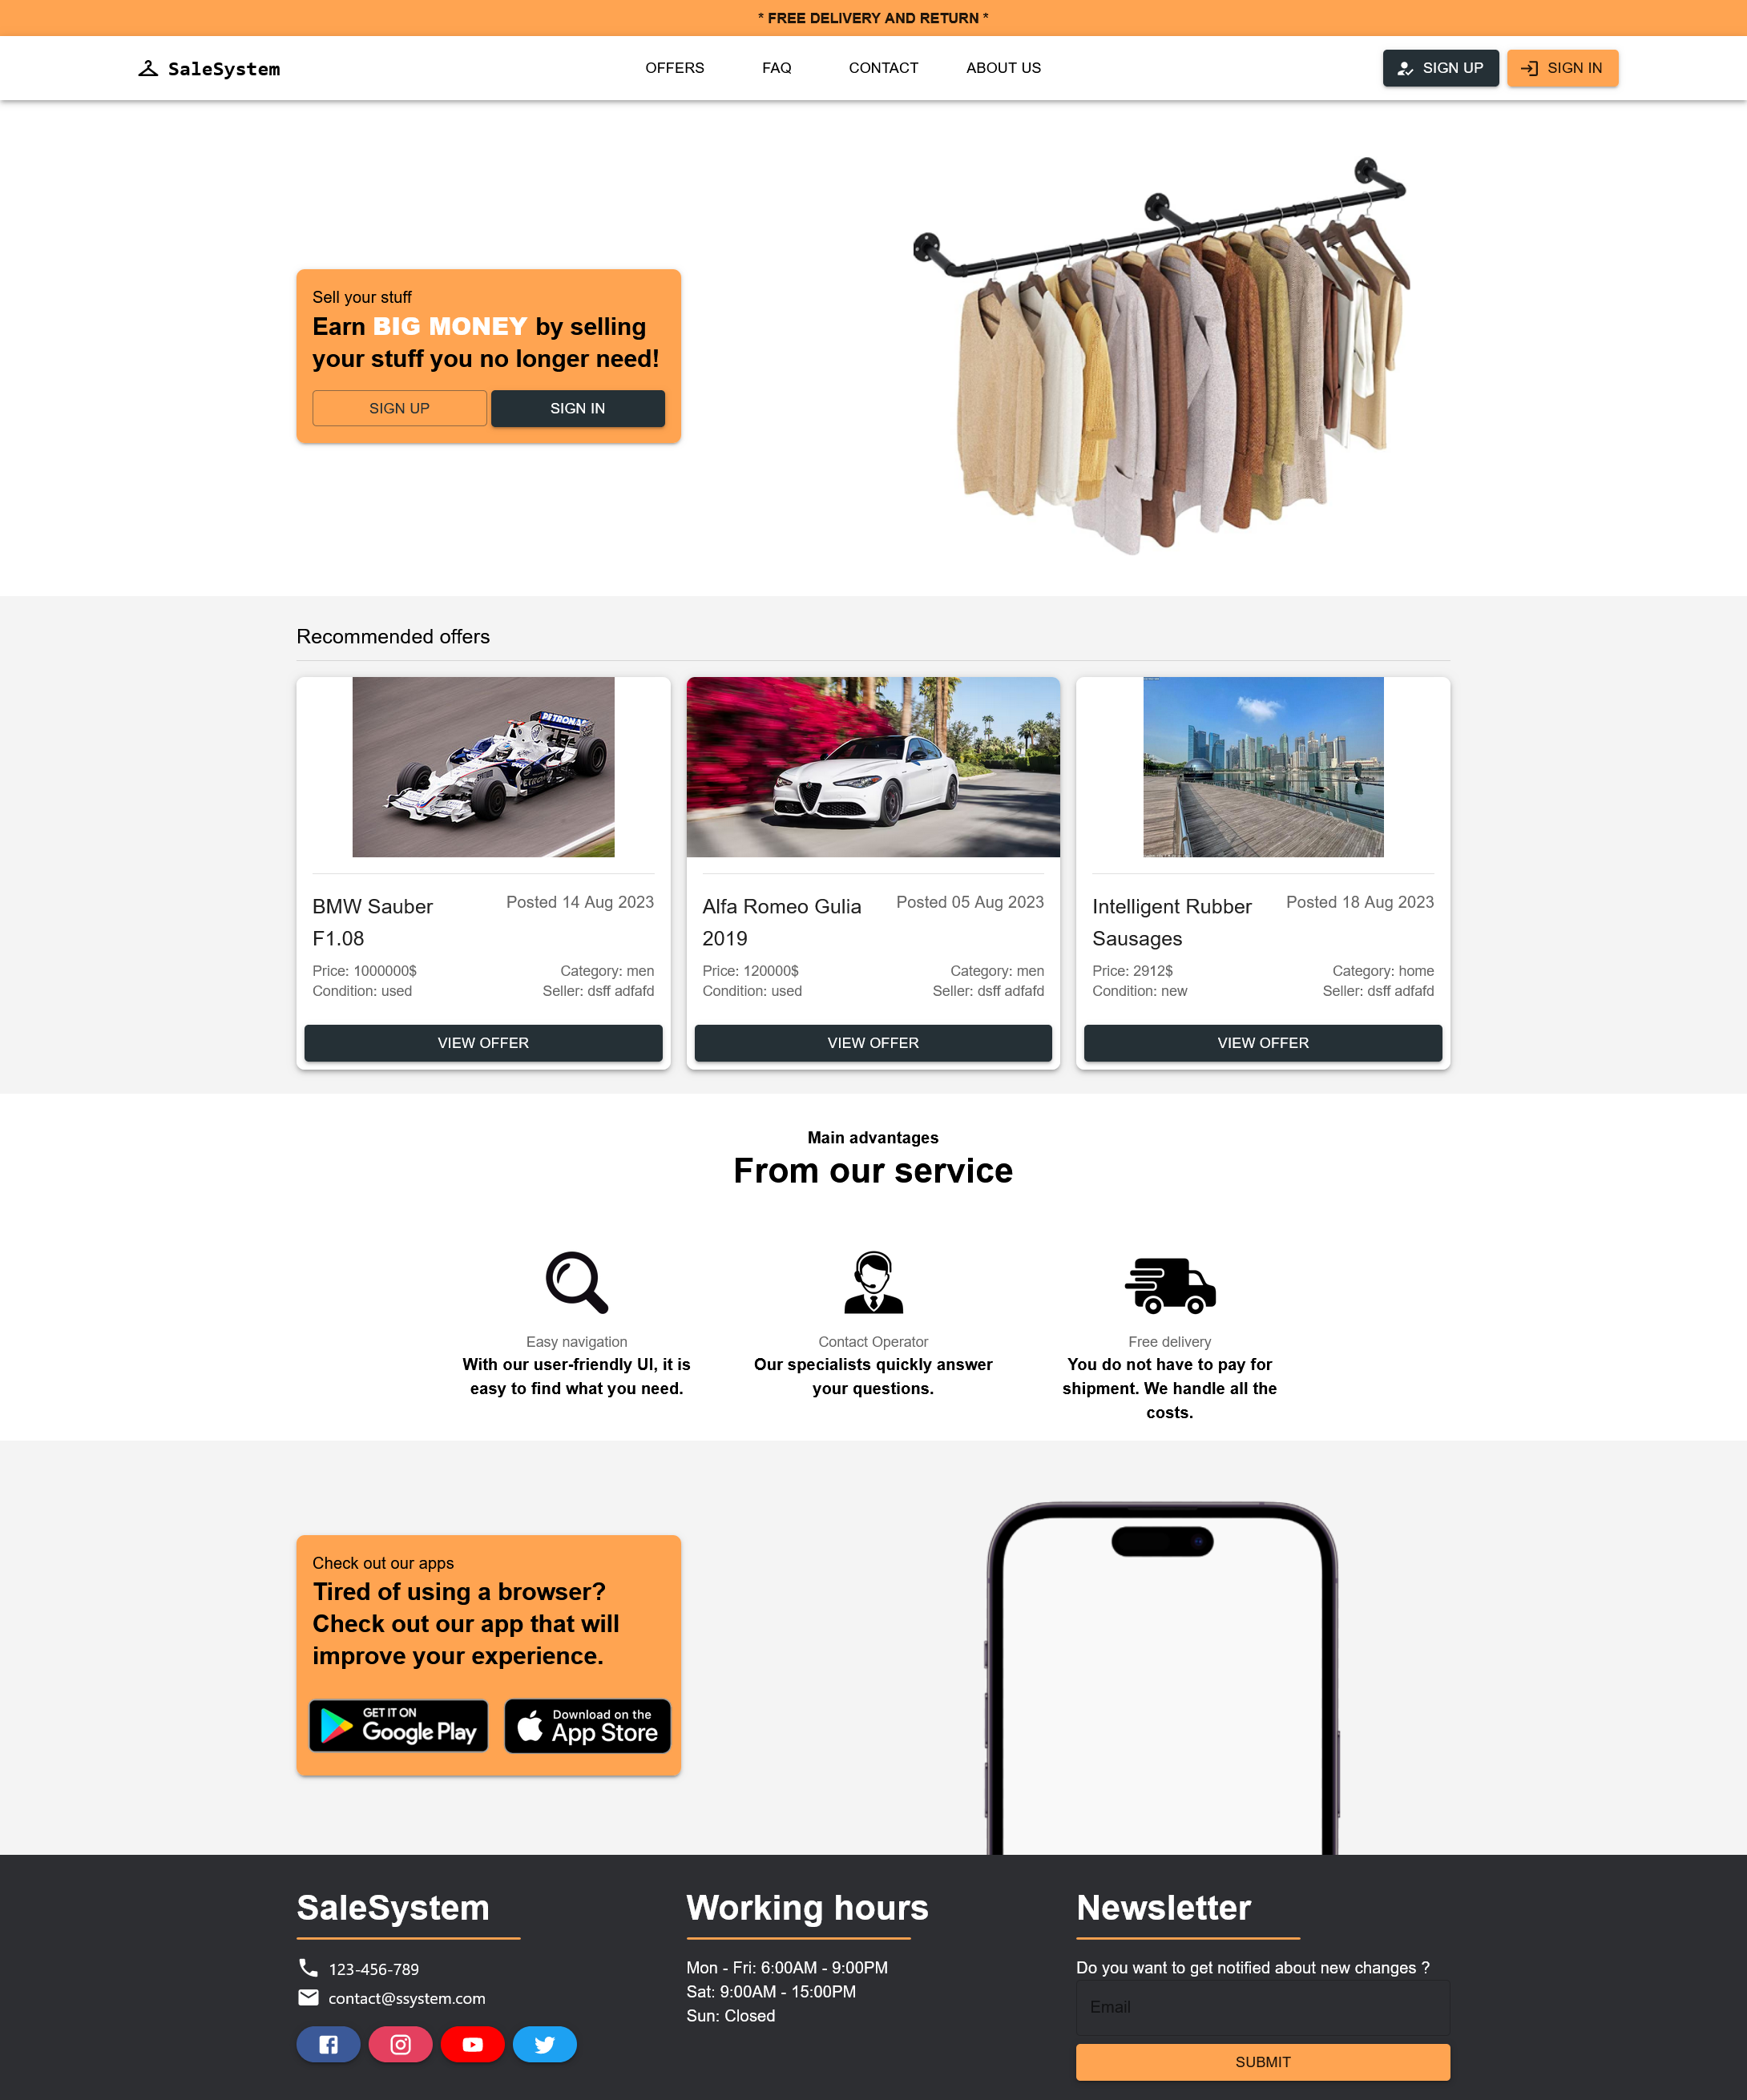 * FREE DELIVERY AND RETURN *
SaleSystem
OFFERS
FAQ
CONTACT
ABOUT US
SIGN UP
SIGN IN
Sell your stuff
Earn BIG MONEY by selling
your stuff you no longer need!
SIGN UP
SIGN IN
Recommended offers
PETRONAS
BMW Sauber
F1.08
Posted 14 Aug 2023
Price: 1000000$
Category: men
Condition: used
Seller: dsff adfafd
VIEW OFFER
Alfa Romeo Gulia
2019
Posted 05 Aug 2023
Price: 120000$
Category: men
Condition: used
Seller: dsff adfafd
VIEW OFFER
Intelligent Rubber
Sausages
Posted 18 Aug 2023
Price: 2912$
Category: home
Condition: new
Seller: dsff adfafd
VIEW OFFER
Main advantages
From our service
Easy navigation
With our user-friendly UI, it is
easy to find what you need.
Contact Operator
Our specialists quickly answer
your questions.
Free delivery
You do not have to pay for
shipment. We handle all the
costs.
Check out our apps
Tired of using a browser?
Check out our app that will
improve your experience.
GET IT ON
Google Play
Download on the
App Store
SaleSystem
123-456-789
contact@ssystem.com
Working hours
Mon - Fri: 6:00AM - 9:00PM
Sat: 9:00AM - 15:00PM
Sun: Closed
Newsletter
Do you want to get notified about new changes ?
Email
SUBMIT